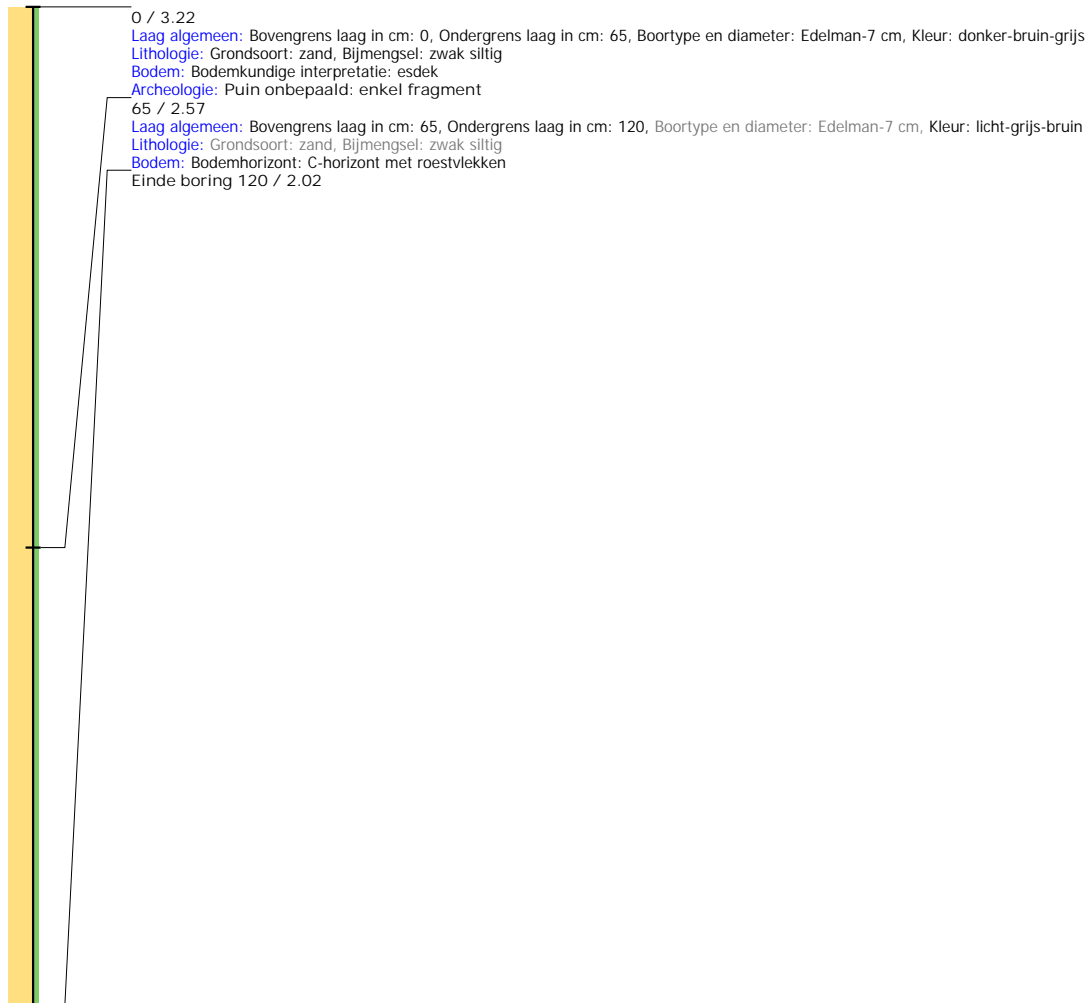 0 / 3.22
Laag algemeen: Bovengrens laag in cm: 0, Ondergrens laag in cm: 65, Boortype en diameter: Edelman-7 cm, Kleur: donker-bruin-grijs
Lithologie: Grondsoort: zand, Bijmengsel: zwak siltig
Bodem: Bodemkundige interpretatie: esdek
Archeologie: Puin onbepaald: enkel fragment
65 / 2.57
Laag algemeen: Bovengrens laag in cm: 65, Ondergrens laag in cm: 120, Boortype en diameter: Edelman-7 cm, Kleur: licht-grijs-bruin
Lithologie: Grondsoort: zand, Bijmengsel: zwak siltig
Bodem: Bodemhorizont: C-horizont met roestvlekken
Einde boring 120 / 2.02